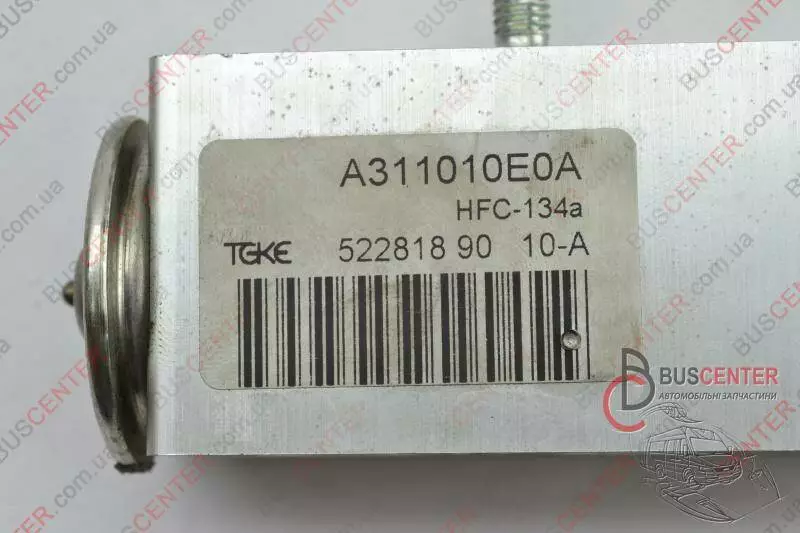 A311010E0A
HFC-134a
TGKE 522818 90 10-A
BUSCENTER
АВТОМОБІЛЬНІ ЗАПЧАСТИНИ
BUSCENTER.com.ua